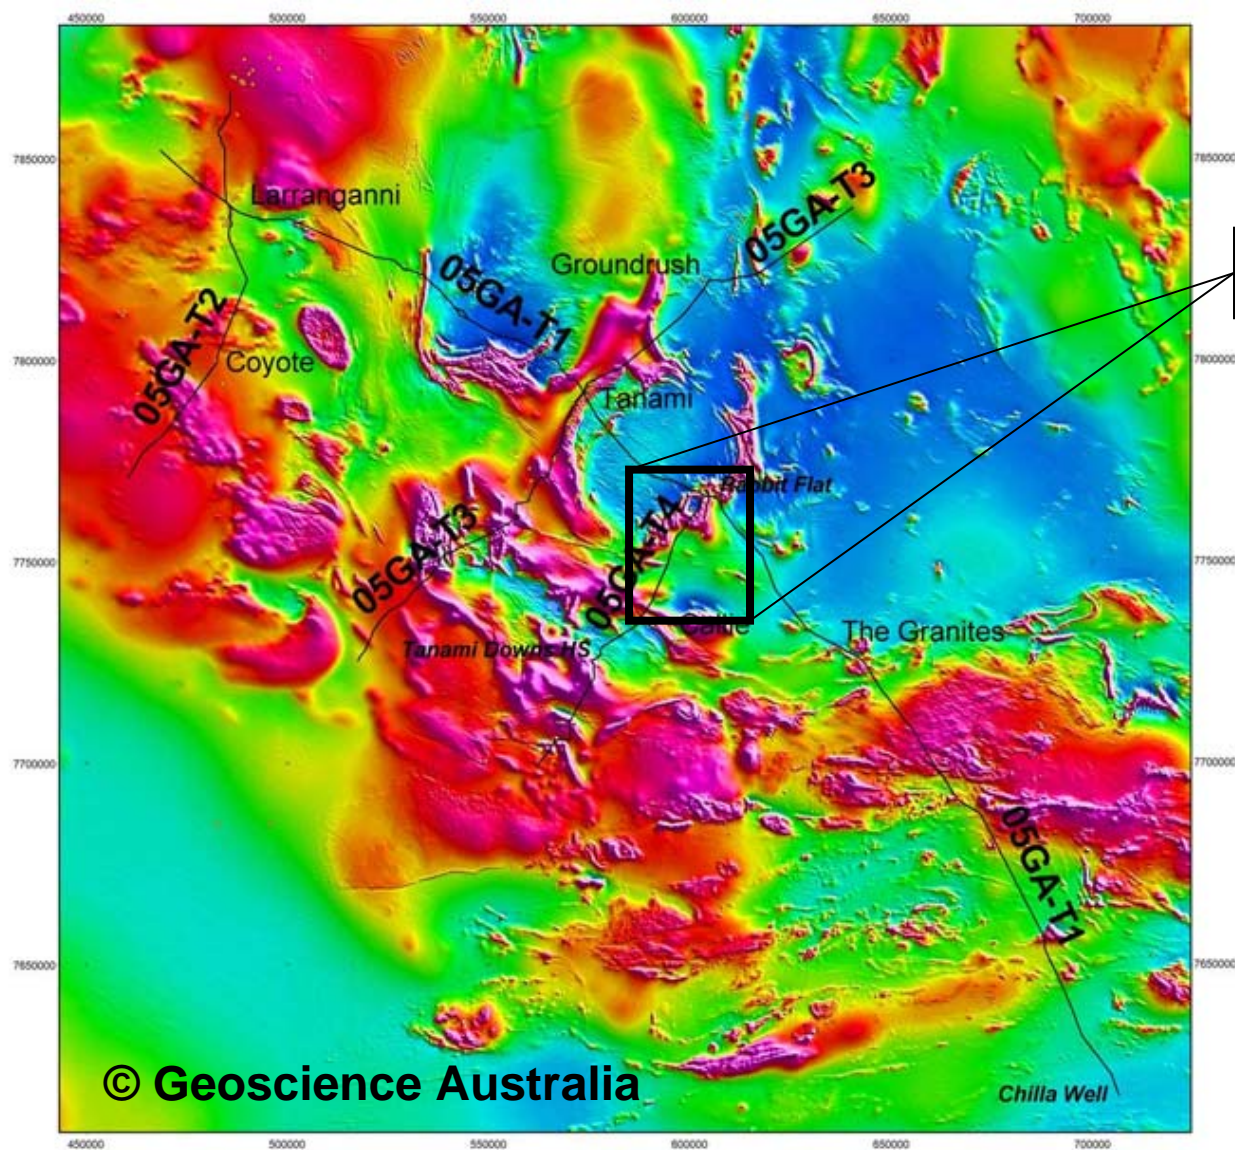 450000 500000 550000 600000 650000 700000
7850000 7850000
05GA-T3
Larranganni
Groundrush
05GA-T1
05GA-T2
7800000 7800000
Coyote
Tanami
Rabbit Flat
05GA-T3
05GA-T4
7750000 7750000
Callie
The Granites
Tanami Downs HS
7700000 7700000
05GA-T1
7650000 7650000
© Geoscience Australia
Chilla Well
450000 500000 550000 600000 650000 700000